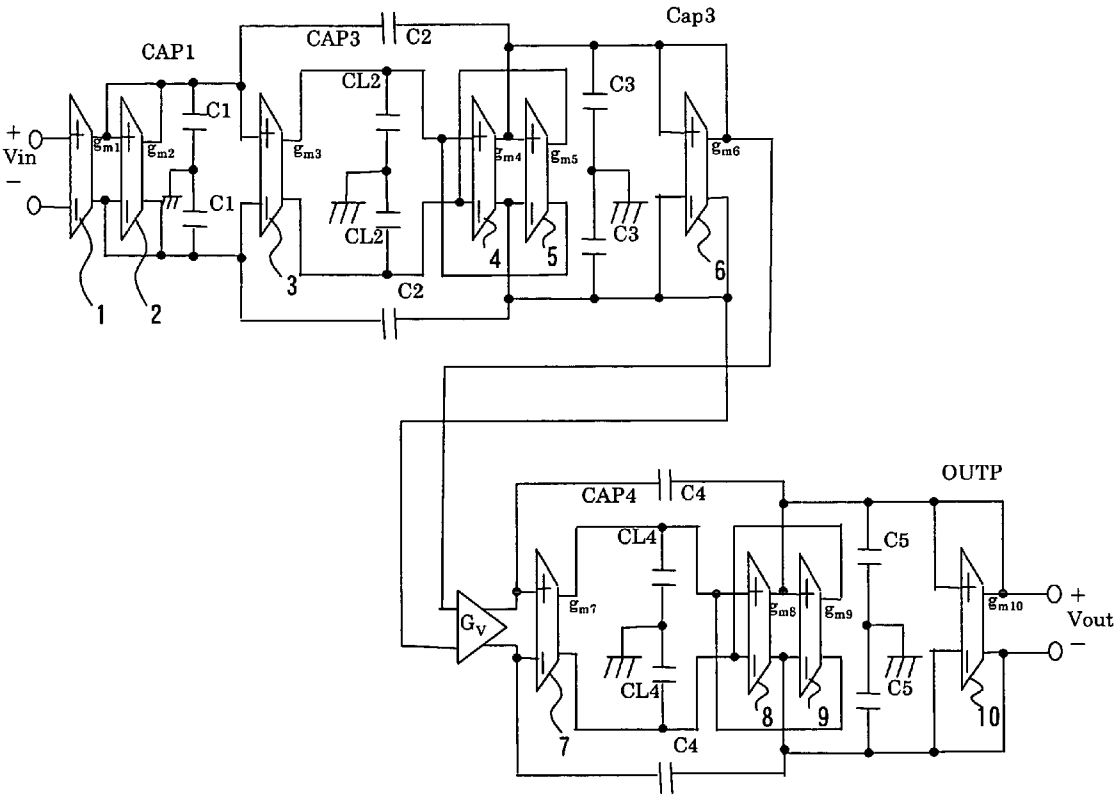 Cap3
CAP3
C2
CAP1
CL2
C3
C1
+
Vin
−
+
gm1
+
gm2
+
gm3
+
gm4
+
gm5
+
gm6
C1
CL2
C3
C2
1
2
3
4
5
6
OUTP
CAP4
C4
CL4
C5
+
gm7
+
gm8
+
gm9
+
gm10
+
Vout
−
GV
CL4
C5
C4
7
8
9
10